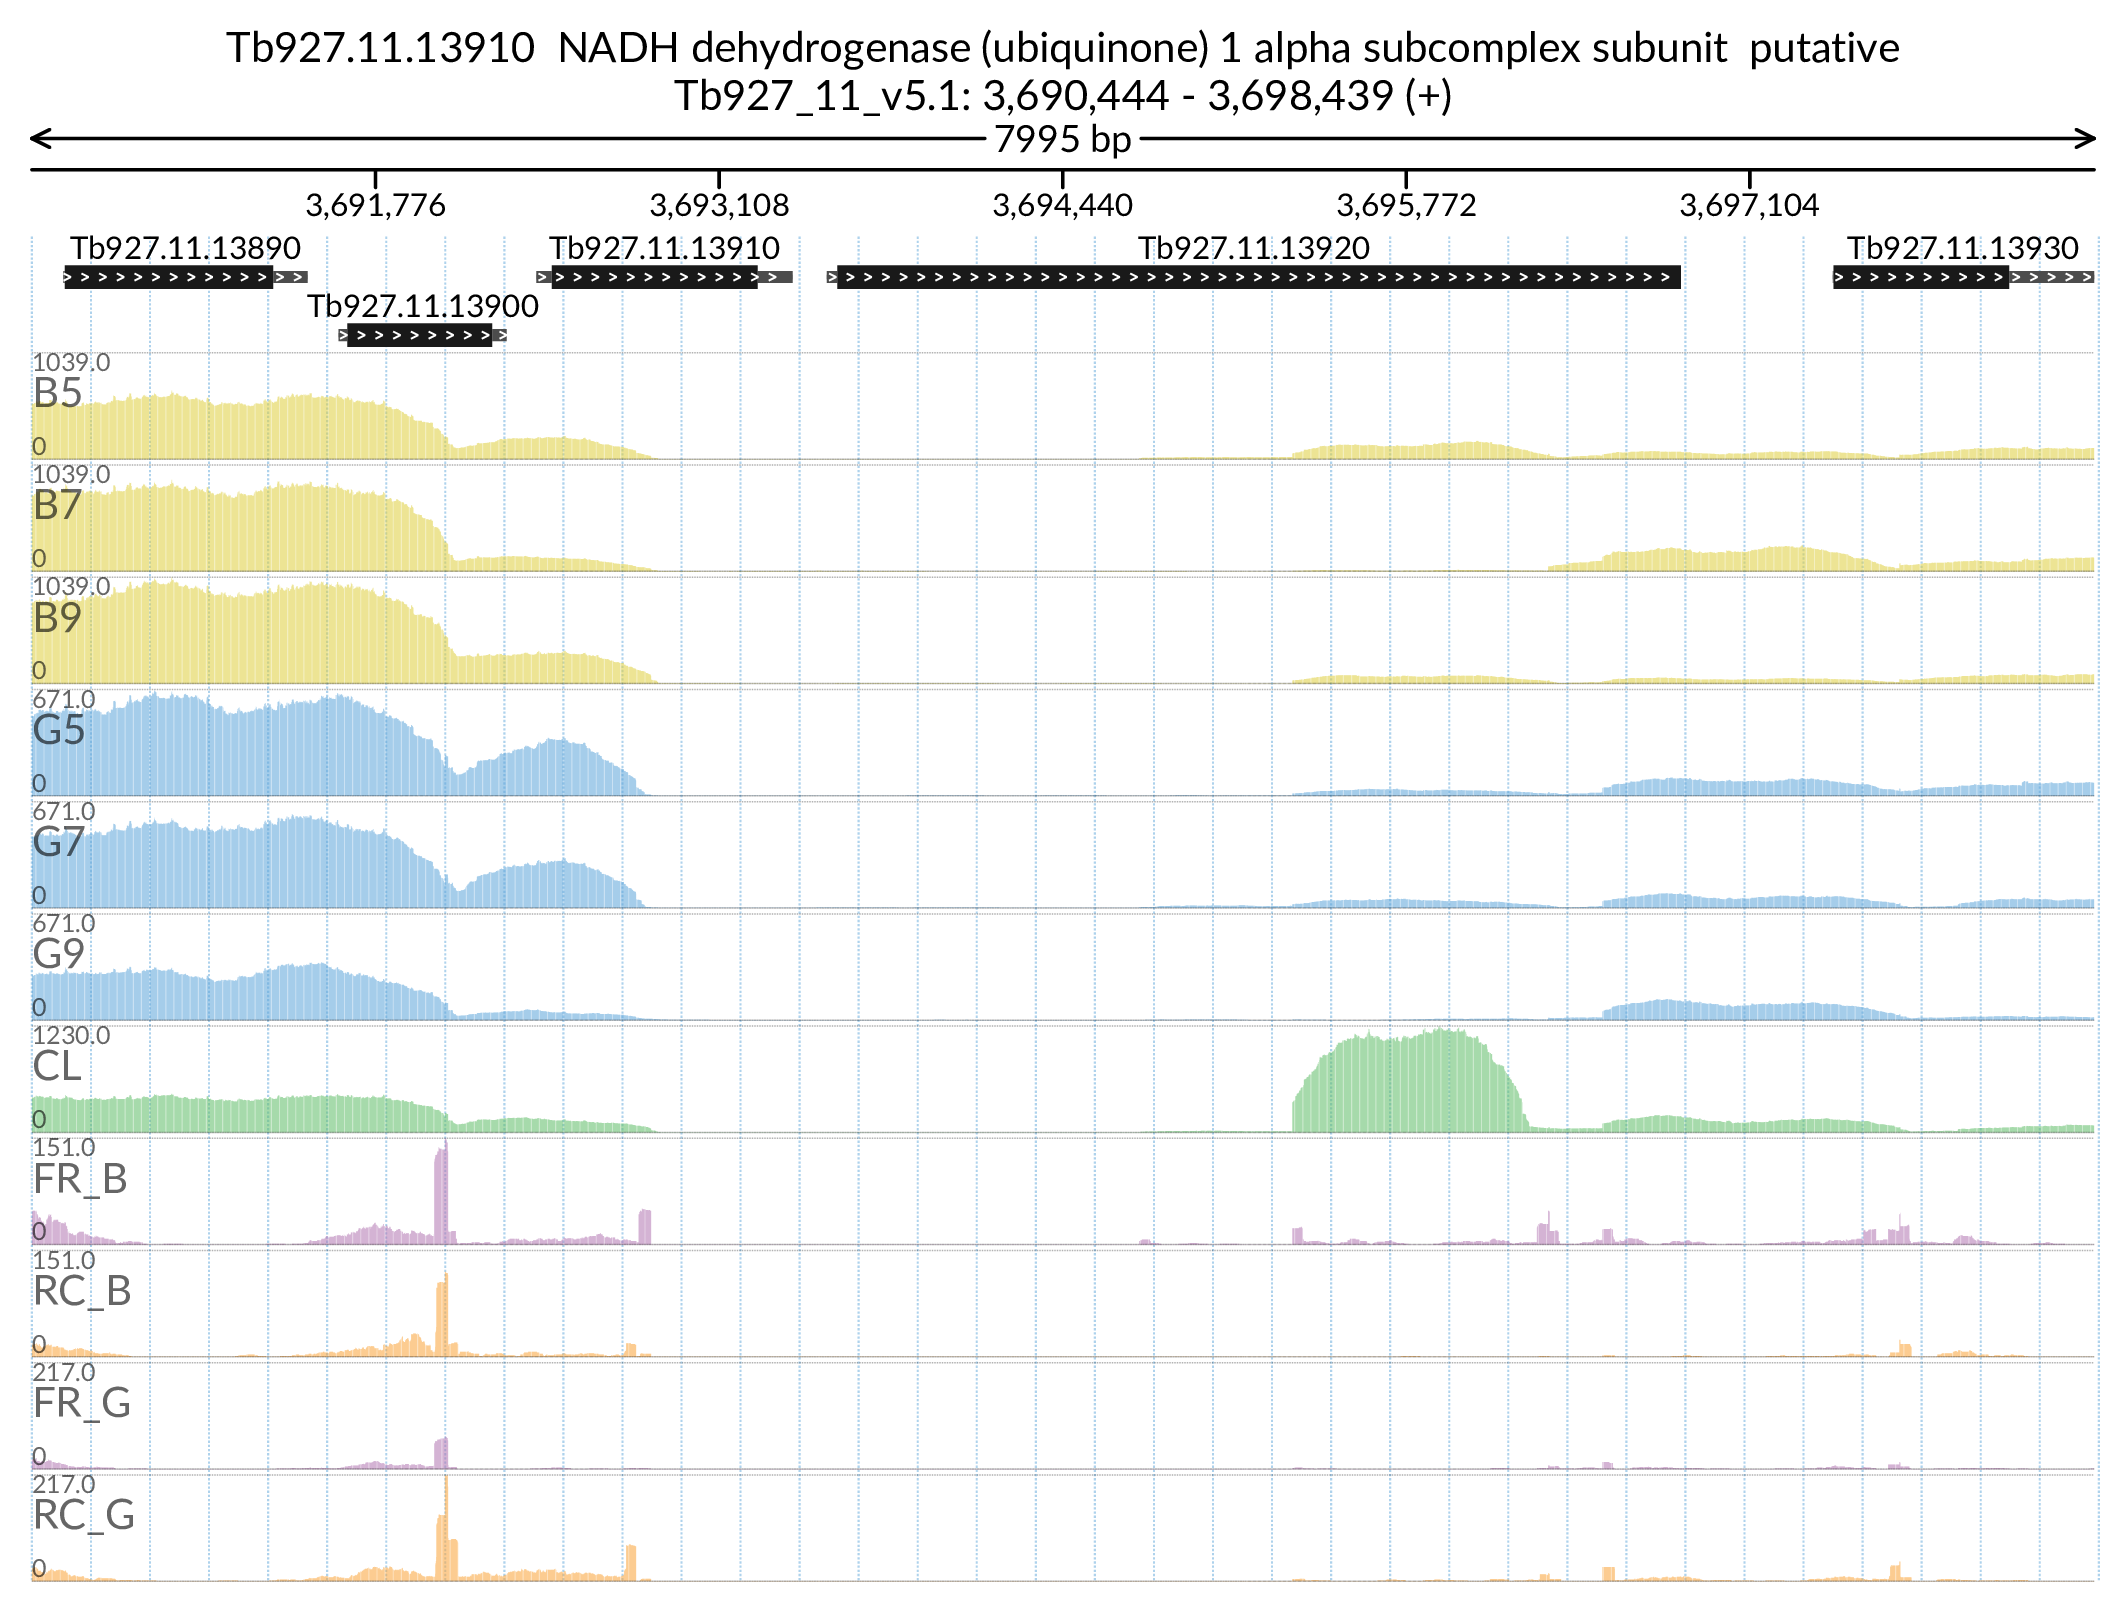 Tb927.11.13910  NADH dehydrogenase (ubiquinone) 1 alpha subcomplex subunit  putative
Tb927_11_v5.1: 3,690,444 - 3,698,439 (+)
7995 bp
3,691,776 3,693,108 3,694,440 3,695,772 3,697,104
Tb927.11.13890 Tb927.11.13910 Tb927.11.13920 Tb927.11.13930
Tb927.11.13900
1039.0
B5
0
1039.0
B7
0
1039.0
B9
0
671.0
G5
0
671.0
G7
0
671.0
G9
0
1230.0
CL
0
151.0
FR_B
0
151.0
RC_B
0
217.0
FR_G
0
217.0
RC_G
0